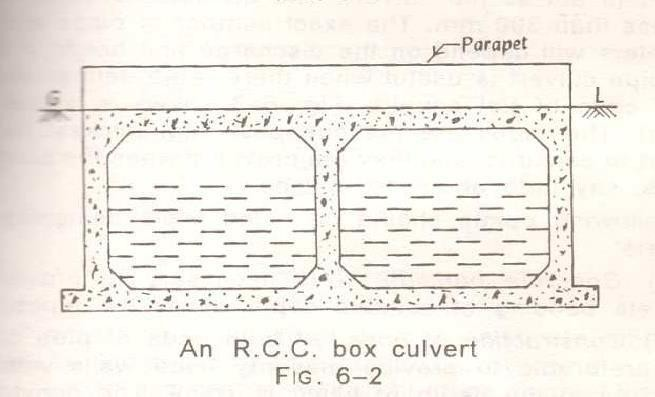 Parapet
G L
An R.C.C. box culvert
FIG. 6-2